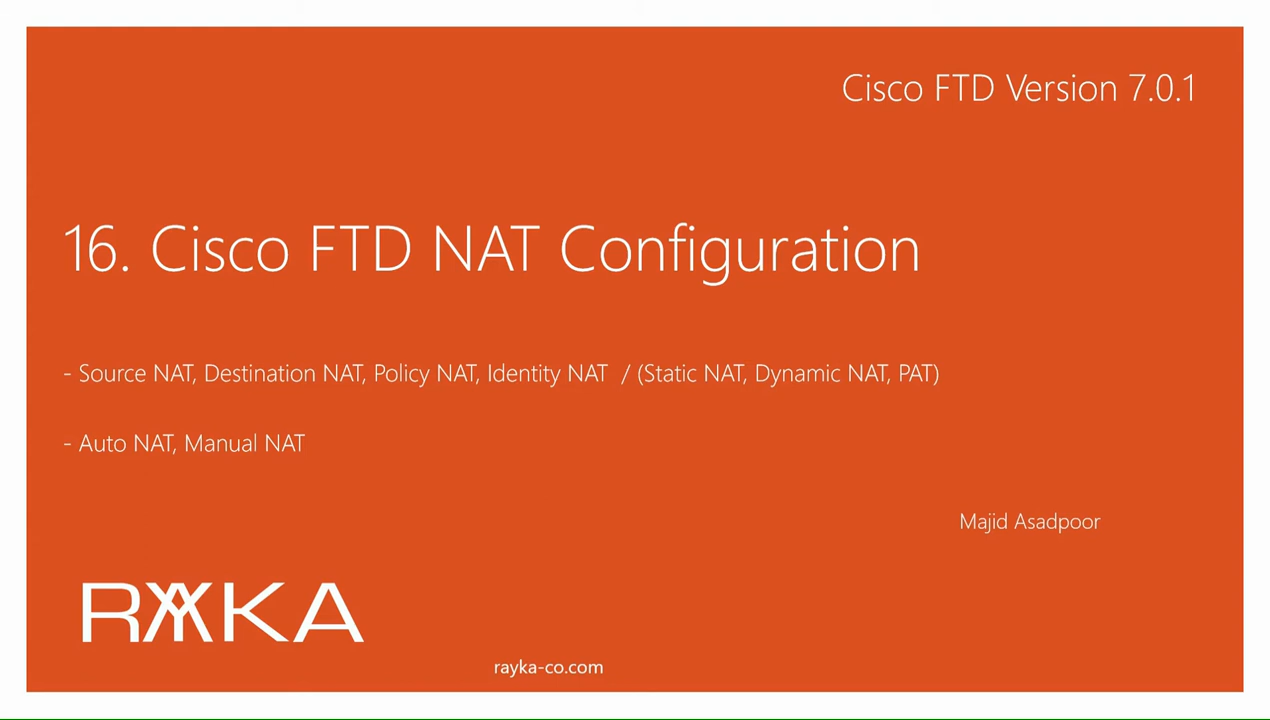 Cisco FTD Version 7.0.1
16. Cisco FTD NAT Configuration
- Source NAT, Destination NAT, Policy NAT, Identity NAT / (Static NAT, Dynamic NAT, PAT)
- Auto NAT, Manual NAT
Majid Asadpoor
RAYKA
rayka-co.com